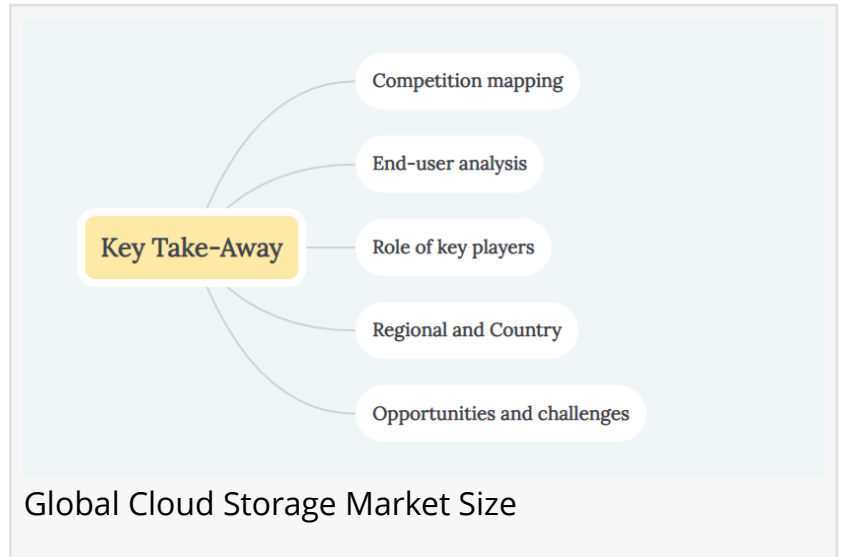 Competition mapping
End-user analysis
Key Take-Away
Role of key players
Regional and Country
Opportunities and challenges
Global Cloud Storage Market Size